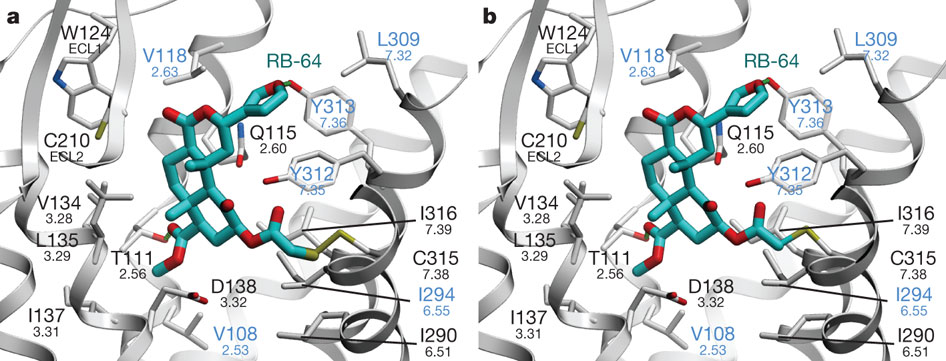 a
W124
ECL1
V118
2.63
RB-64
L309
7.32
Y313
7.36
C210
ECL2
Q115
2.60
Y312
7.35
V134
3.28
L135
3.29
T111
2.56
I316
7.39
C315
7.38
D138
3.32
I294
6.55
I137
3.31
V108
2.53
I290
6.51
b
W124
ECL1
V118
2.63
RB-64
L309
7.32
Y313
7.36
C210
ECL2
Q115
2.60
Y312
7.35
V134
3.28
L135
3.29
T111
2.56
I316
7.39
C315
7.38
D138
3.32
I294
6.55
I137
3.31
V108
2.53
I290
6.51